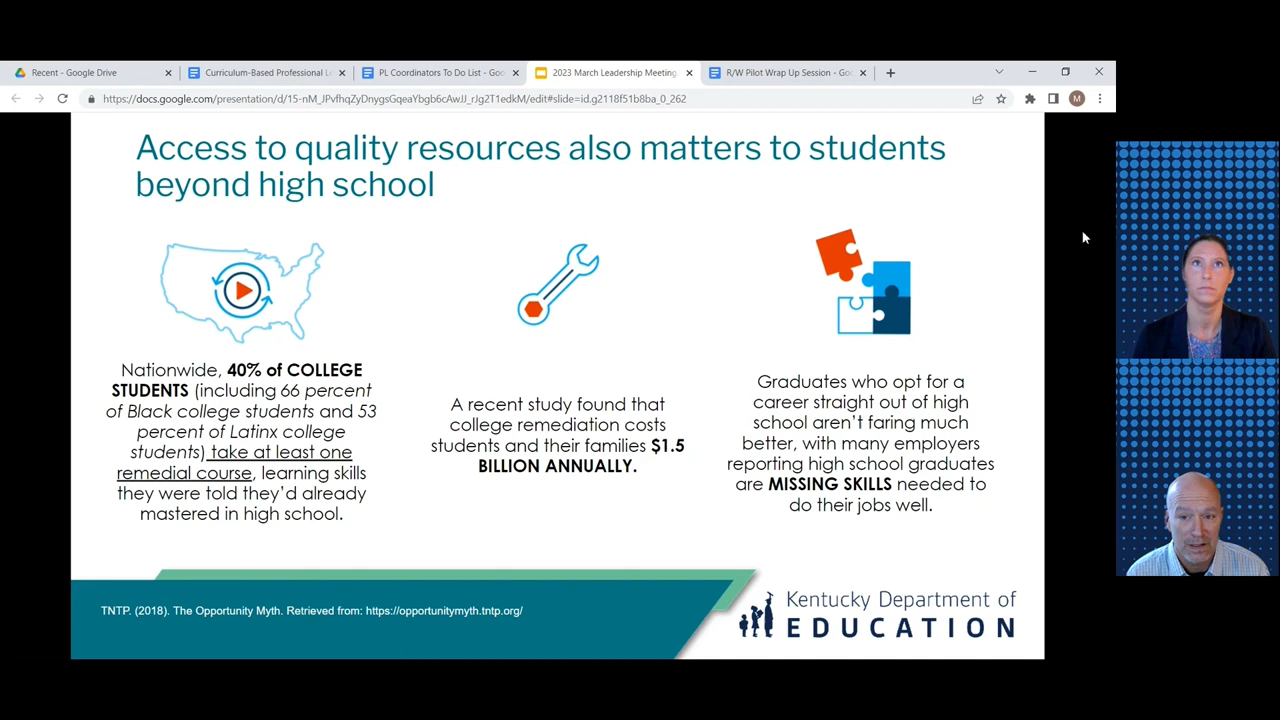 Recent - Google Drive
Curriculum-Based Professional Le
PL Coordinators To Do List - Goo
2023 March Leadership Meeting
R/W Pilot Wrap Up Session - Goo
https://docs.google.com/presentation/d/15-nM_JPvfhqZyDnygsGqeaYbgb6cAwJJ_rJg2T1edkM/edit#slide=id.g2118f51b8ba_0_262
M
Access to quality resources also matters to students
beyond high school
Nationwide, 40% of COLLEGE
STUDENTS (including 66 percent
of Black college students and 53
percent of Latinx college
students) take at least one
remedial course, learning skills
they were told they’d already
mastered in high school.
A recent study found that
college remediation costs
students and their families $1.5
BILLION ANNUALLY.
Graduates who opt for a
career straight out of high
school aren’t faring much
better, with many employers
reporting high school graduates
are MISSING SKILLS needed to
do their jobs well.
TNTP. (2018). The Opportunity Myth. Retrieved from: https://opportunitymyth.tntp.org/
Kentucky Department of
EDUCATION